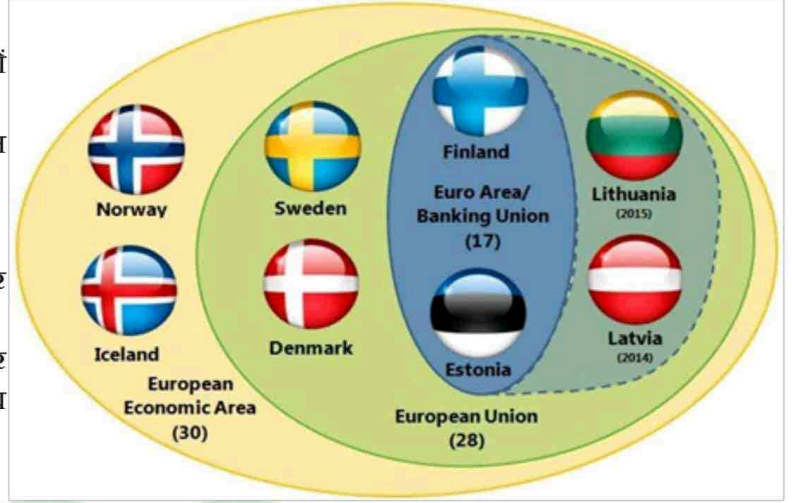 Finland
Norway
Sweden
Euro Area/
Banking Union
(17)
Lithuania
(2015)
Iceland
Denmark
Estonia
Latvia
(2014)
European
Economic Area
(30)
European Union
(28)